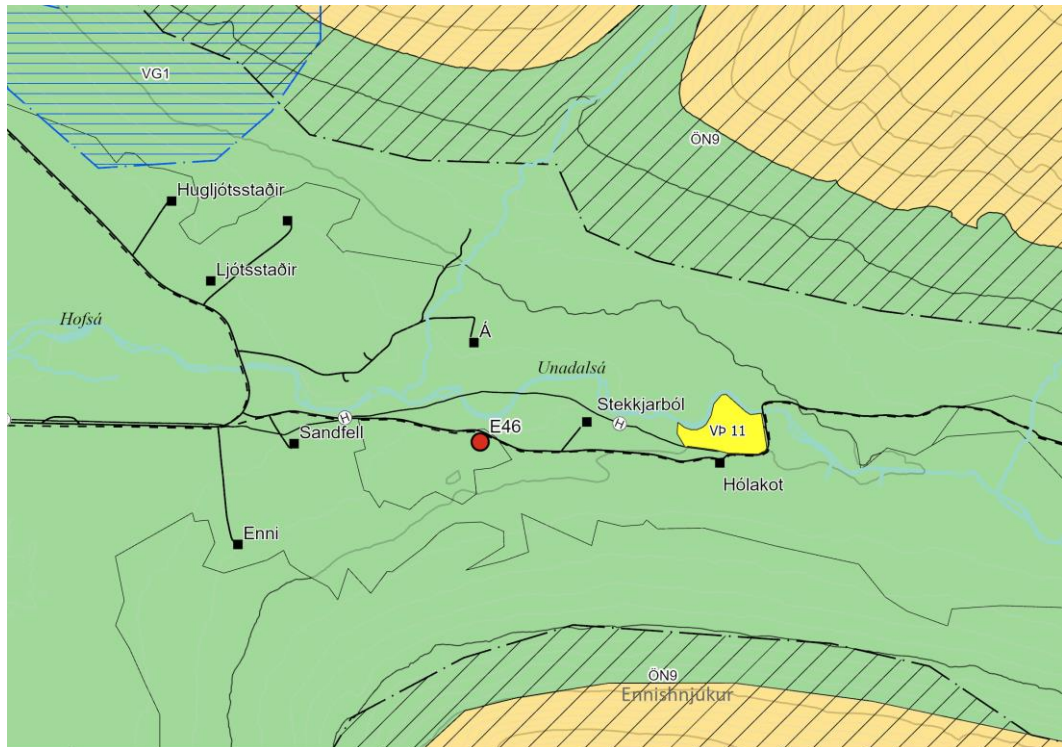 VG1
ÖN9
Hugljótsstaðir
Ljótsstaðir
Hofsá
Á
Unadalsá
Stekkjarból
H
H
E46
VÞ 11
Sandfell
Hólakot
Enni
ÖN9
Ennishnjúkur